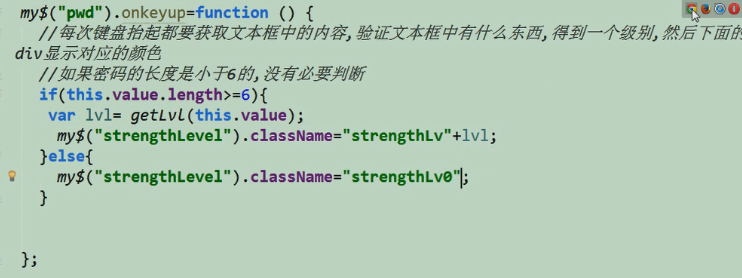 my$("pwd").onkeyup=function () {
//每次键盘抬起都要获取文本框中的内容,验证文本框中有什么东西,得到一个级别,然后下面的
div显示对应的颜色
//如果密码的长度是小于6的,没有必要判断
if(this.value.length>=6){
var lvl= getLvl(this.value);
my$("strengthLevel").className="strengthLv"+lvl;
}else{
my$("strengthLevel").className="strengthLv0";
}
};